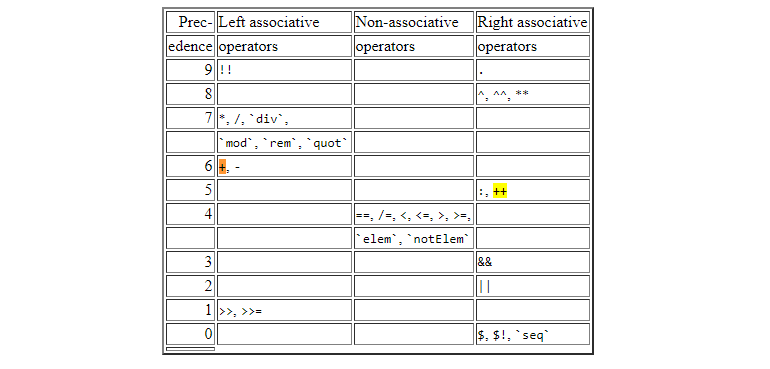 Prec- Left associative Non-associative Right associative
edence operators operators operators
9 !! .
8 ^, ^^, **
7 *, /, `div`,
`mod`, `rem`, `quot`
6 +, -
5 :, ++
4 ==, /=, <, <=, >, >=,
`elem`, `notElem`
3 &&
2 ||
1 >>, >>=
0 $, $!, `seq`